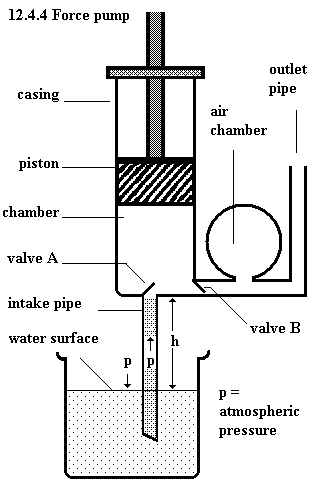 12.4.4 Force pump
outlet
pipe
casing
air
chamber
piston
chamber
valve A
intake pipe
valve B
water surface
h
p
p
p =
atmospheric
pressure